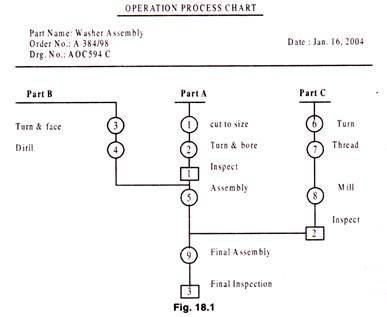 OPERATION PROCESS CHART
Part Name: Washer Assembly
Order No.: A 384/98
Date : Jan. 16, 2004
Drg. No.: AOC594 C
Part B
Part A
Part C
Turn & face
3
1
cut to size
6
Turn
Dirll
4
2
Turn & bore
7
Thread
1
Inspect
5
Assembly
8
Mill
2
Inspect
9
Final Assembly
3
Final Inspection
Fig. 18.1